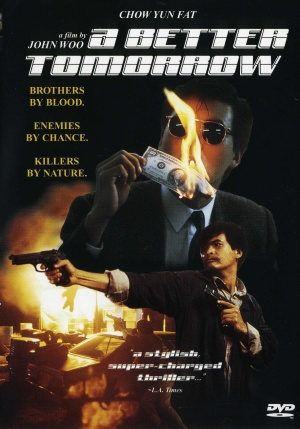 CHOW YUN FAT
a film by
JOHN WOO
A BETTER
TOMORROW
BROTHERS
BY BLOOD.
ENEMIES
BY CHANCE.
KILLERS
BY NATURE.
"a stylish,
super-charged
thriller..."
-L.A. Times
DVD